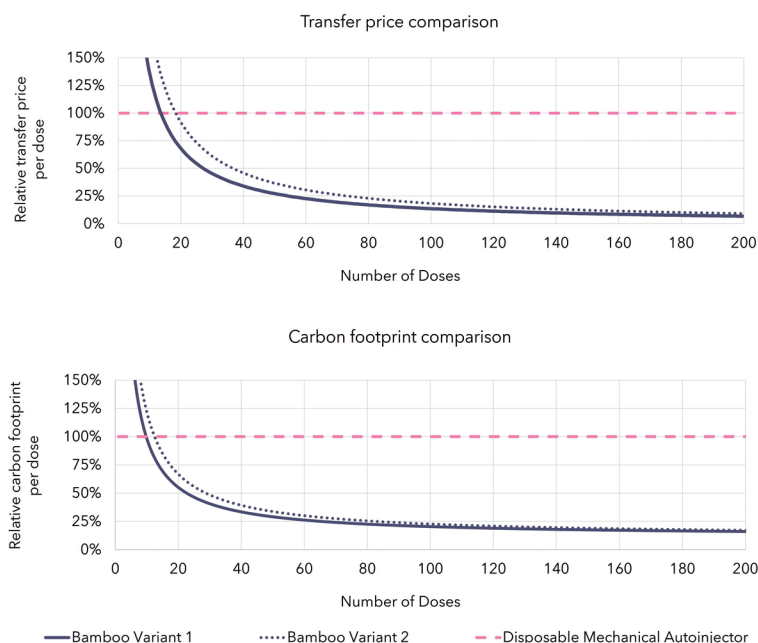 Transfer price comparison
150%
125%
100%
75%
50%
25%
0%
Relative transfer price
per dose
0 20 40 60 80 100 120 140 160 180 200
Number of Doses
Carbon footprint comparison
150%
125%
100%
75%
50%
25%
0%
Relative carbon footprint
per dose
0 20 40 60 80 100 120 140 160 180 200
Number of Doses
Bamboo Variant 1 Bamboo Variant 2 Disposable Mechanical Autoinjector